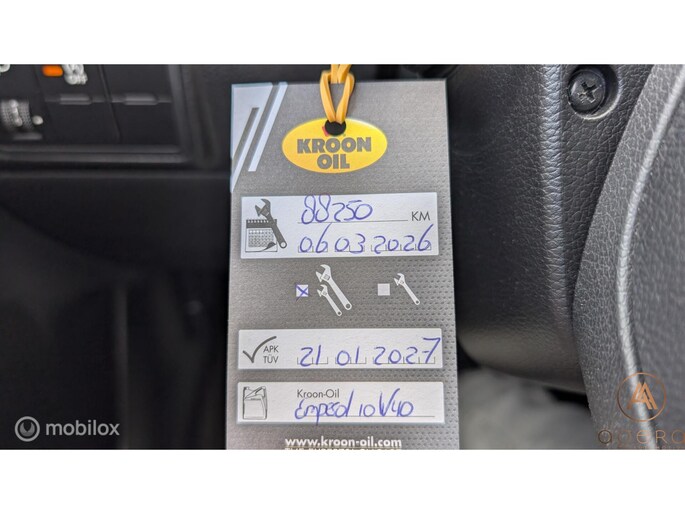 OFF
KROON
OIL
88250 KM
06 03 2026
APK
TÜV
21 01 2027
Kroon-Oil
10W40
www.kroon-oil.com
mobilox